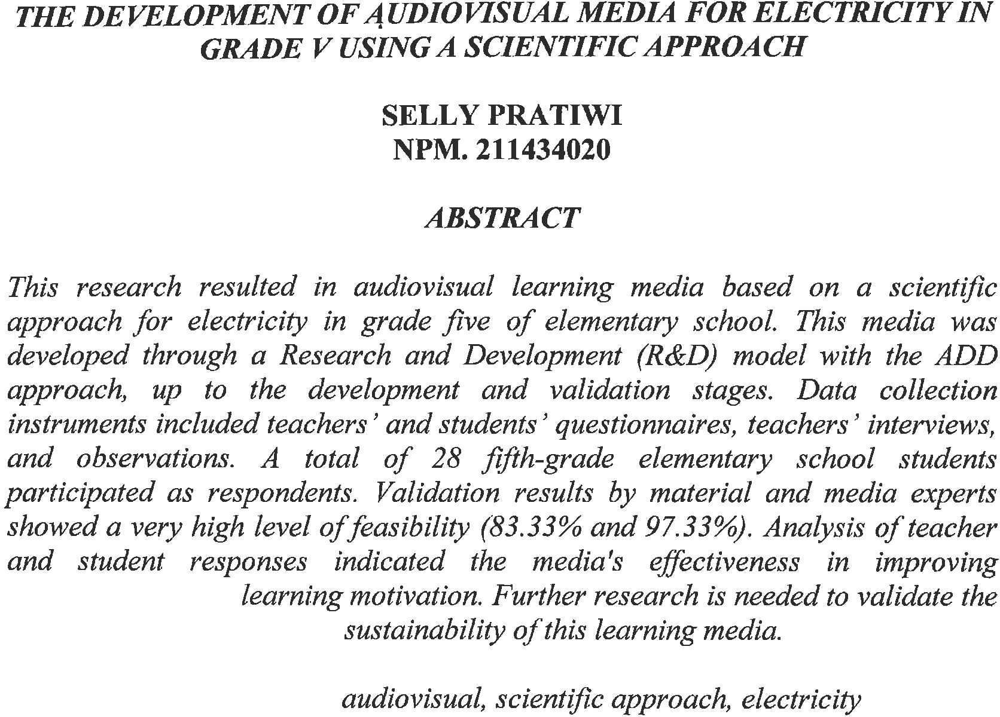 THE DEVELOPMENT OF AUDIOVISUAL MEDIA FOR ELECTRICITY IN
GRADE V USING A SCIENTIFIC APPROACH
SELLY PRATIWI
NPM. 211434020
ABSTRACT
This research resulted in audiovisual learning media based on a scientific
approach for electricity in grade five of elementary school. This media was
developed through a Research and Development (R&D) model with the ADD
approach, up to the development and validation stages. Data collection
instruments included teachers’ and students’ questionnaires, teachers’ interviews,
and observations. A total of 28 fifth-grade elementary school students
participated as respondents. Validation results by material and media experts
showed a very high level of feasibility (83.33% and 97.33%). Analysis of teacher
and student responses indicated the media's effectiveness in improving
learning motivation. Further research is needed to validate the
sustainability of this learning media.
audiovisual, scientific approach, electricity